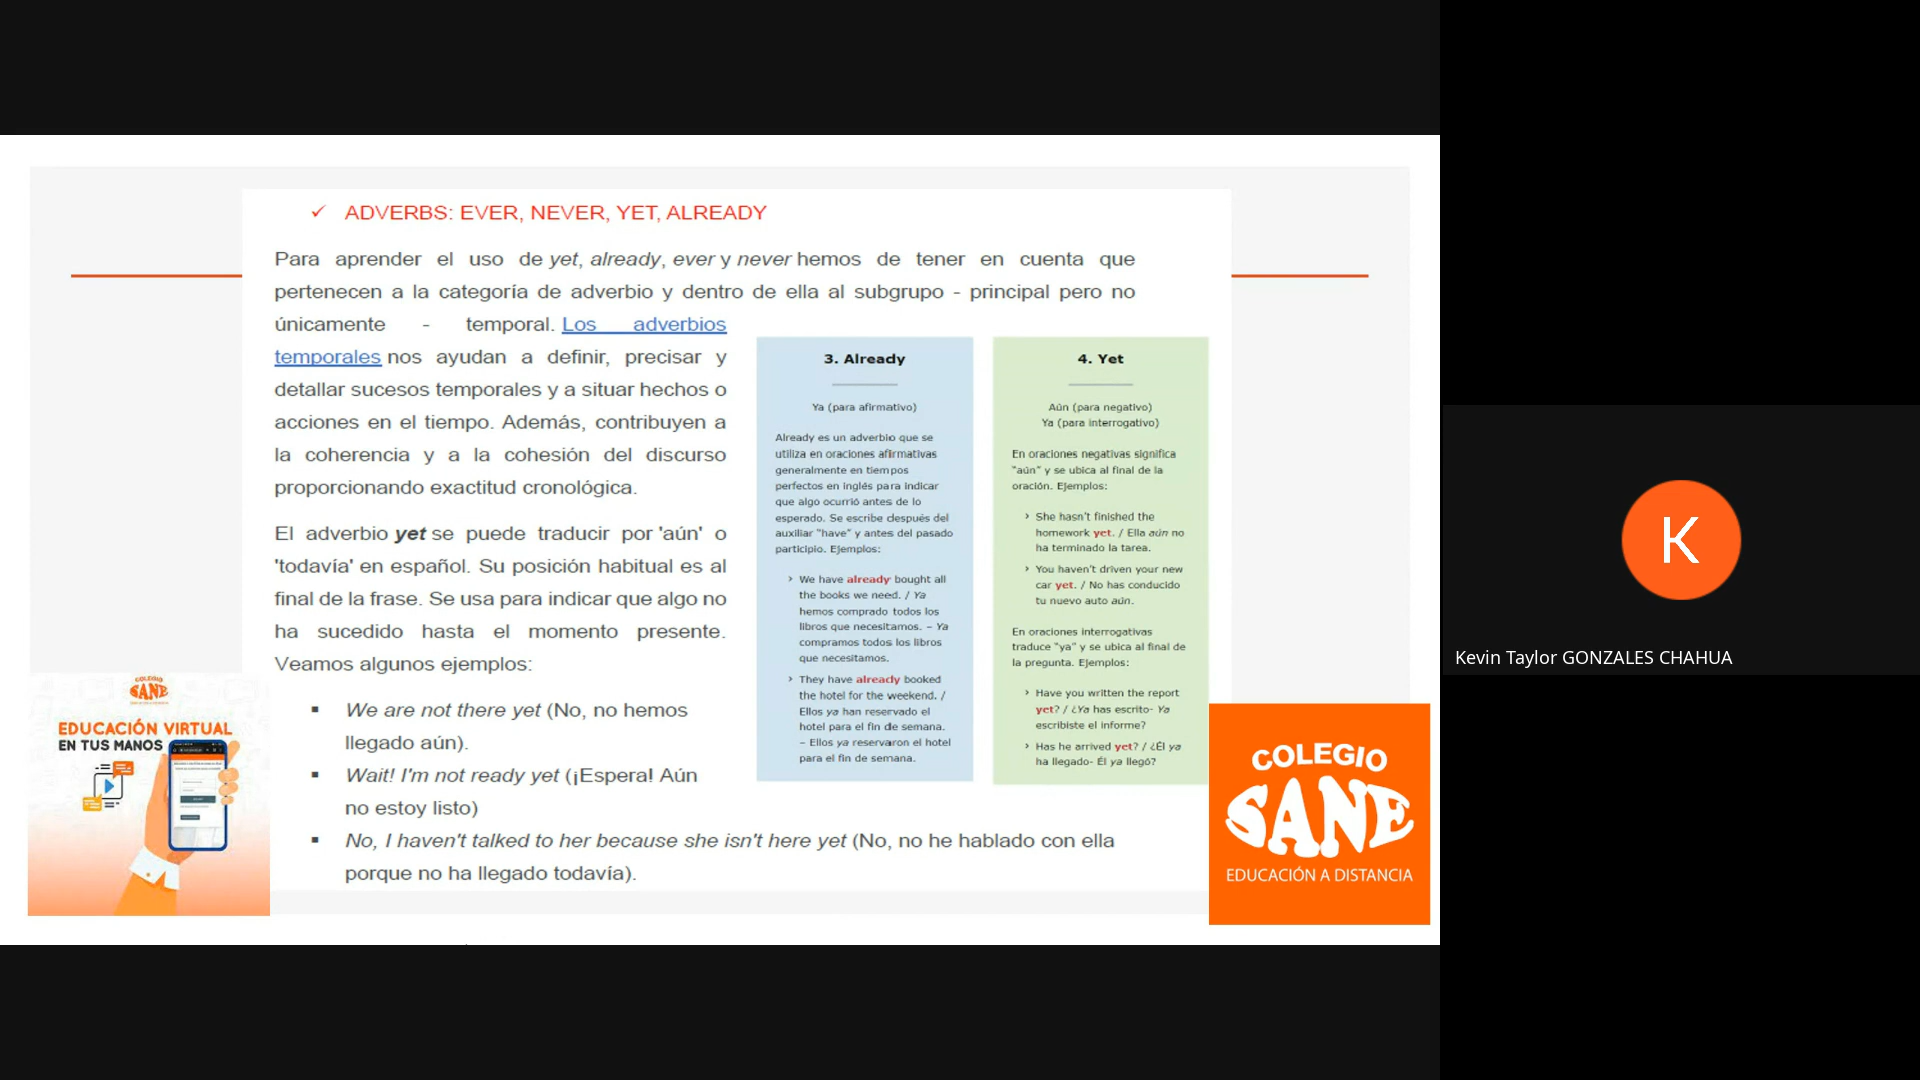 ✓ ADVERBS: EVER, NEVER, YET, ALREADY
Para aprender el uso de yet, already, ever y never hemos de tener en cuenta que
pertenecen a la categoría de adverbio y dentro de ella al subgrupo - principal pero no
únicamente - temporal. Los adverbios
temporales nos ayudan a definir, precisar y
detallar sucesos temporales y a situar hechos o
acciones en el tiempo. Además, contribuyen a
la coherencia y a la cohesión del discurso
proporcionando exactitud cronológica.
El adverbio yet se puede traducir por 'aún' o
'todavía' en español. Su posición habitual es al
final de la frase. Se usa para indicar que algo no
ha sucedido hasta el momento presente.
Veamos algunos ejemplos:
▪ We are not there yet (No, no hemos
llegado aún).
▪ Wait! I'm not ready yet (¡Espera! Aún
no estoy listo)
▪ No, I haven't talked to her because she isn't here yet (No, no he hablado con ella
porque no ha llegado todavía).
3. Already
Ya (para afirmativo)
Already es un adverbio que se
utiliza en oraciones afirmativas
generalmente en tiempos
perfectos en inglés para indicar
que algo ocurrió antes de lo
esperado. Se escribe después del
auxiliar "have" y antes del pasado
participio. Ejemplos:
› We have already bought all
the books we need. / Ya
hemos comprado todos los
libros que necesitamos. – Ya
compramos todos los libros
que necesitamos.
› They have already booked
the hotel for the weekend. /
Ellos ya han reservado el
hotel para el fin de semana.
– Ellos ya reservaron el hotel
para el fin de semana.
4. Yet
Aún (para negativo)
Ya (para interrogativo)
En oraciones negativas significa
"aún" y se ubica al final de la
oración. Ejemplos:
› She hasn't finished the
homework yet. / Ella aún no
ha terminado la tarea.
› You haven't driven your new
car yet. / No has conducido
tu nuevo auto aún.
En oraciones interrogativas
traduce "ya" y se ubica al final de
la pregunta. Ejemplos:
› Have you written the report
yet? / ¿Ya has escrito- Ya
escribiste el informe?
› Has he arrived yet? / ¿Él ya
ha llegado- Él ya llegó?
COLEGIO
SANE
EDUCACIÓN VIRTUAL
EN TUS MANOS
COLEGIO
SANE
EDUCACIÓN A DISTANCIA
K
Kevin Taylor GONZALES CHAHUA